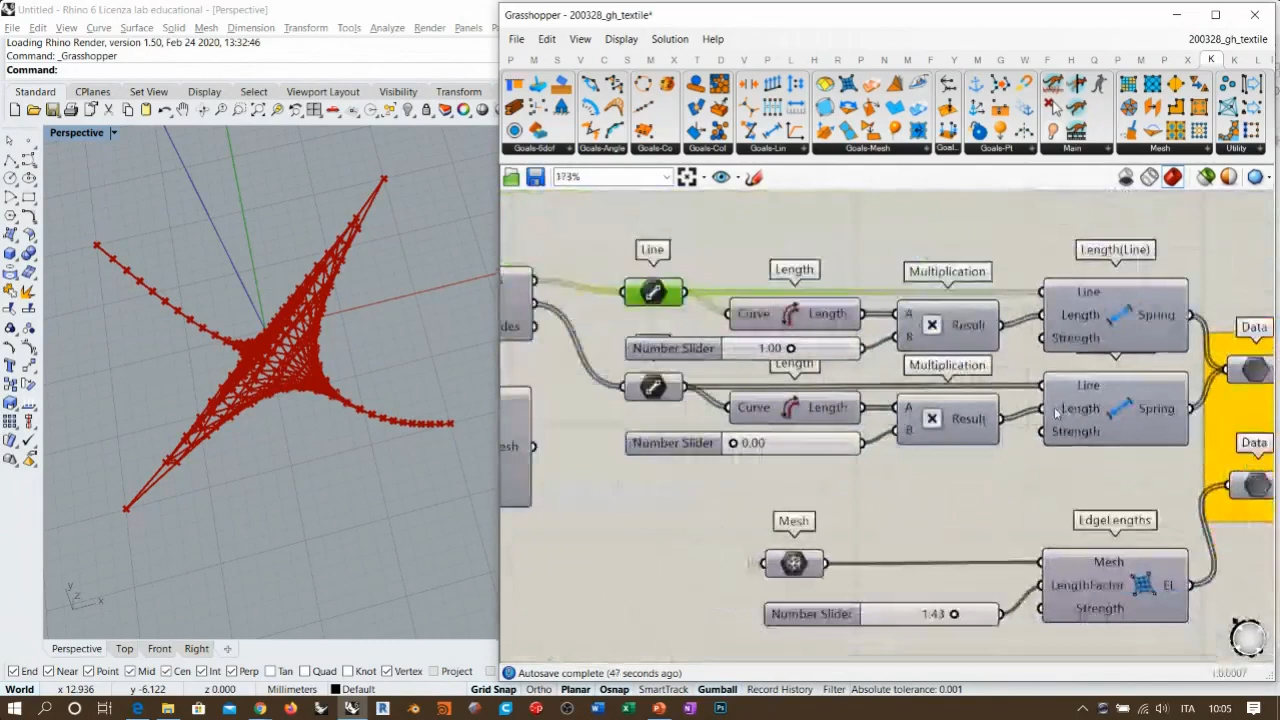 Untitled - Rhino 6 Licenza lab educational - [Perspective]
File Edit View Curve Surface Solid Mesh Dimension Transform Tools Analyze Render Panels
Loading Rhino Render, version 1.50, Feb 24 2020, 13:32:46
Command: _Grasshopper
Command:
Standard CPlanes Set View Display Select Viewport Layout Visibility Transform
Perspective
y
z
x
Perspective Top Front Right
End Near Point Mid Cen Int Perp Tan Quad Knot Vertex Project
World x 12.936 y -6.122 z 0.000 Millimeters Default Grid Snap Ortho Planar Osnap SmartTrack Gumball Record History Filter Absolute tolerance: 0.001
Grasshopper - 200328_gh_textile*
File Edit View Display Solution Help 200328_gh_textile
P M S V C S M X T D V P L R P M A M D U T W F H P M P S X K L
Goals-6dof Goals-Angle Goals-Co Goals-Col Goals-Lin Goals-Mesh Goal... Goals-Pt Main Mesh Utility
173%
Line
Length
Multiplication
Length(Line)
Curve Length
A
B
Result
Line
Length
Strength
Spring
Number Slider 1.00
Length
Multiplication
Curve Length
A
B
Result
Line
Length
Strength
Spring
Number Slider 0.00
Data
Data
Mesh
EdgeLengths
Mesh
LengthFactor
Strength
EL
Number Slider 1.43
Autosave complete (47 seconds ago)
1.0.0007
ITA 10:05